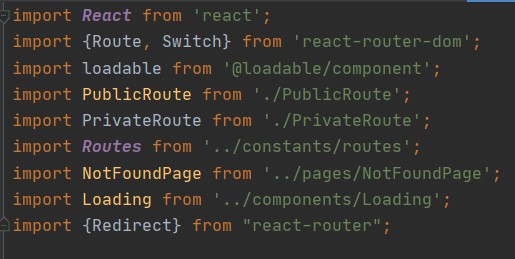 import React from 'react';
import {Route, Switch} from 'react-router-dom';
import loadable from '@loadable/component';
import PublicRoute from './PublicRoute';
import PrivateRoute from './PrivateRoute';
import Routes from '../constants/routes';
import NotFoundPage from '../pages/NotFoundPage';
import Loading from '../components/Loading';
import {Redirect} from "react-router";